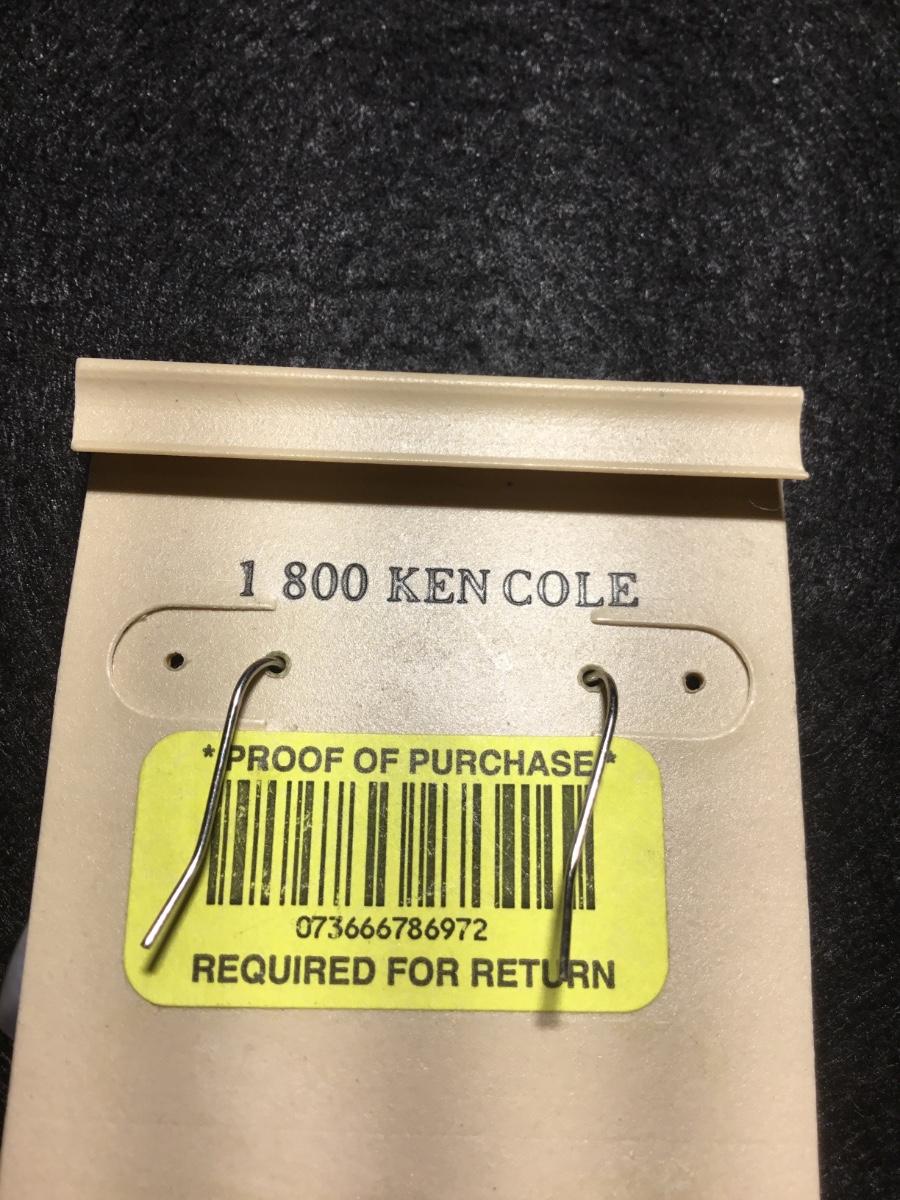 1 800 KEN COLE
* PROOF OF PURCHASE *
073666786972
REQUIRED FOR RETURN